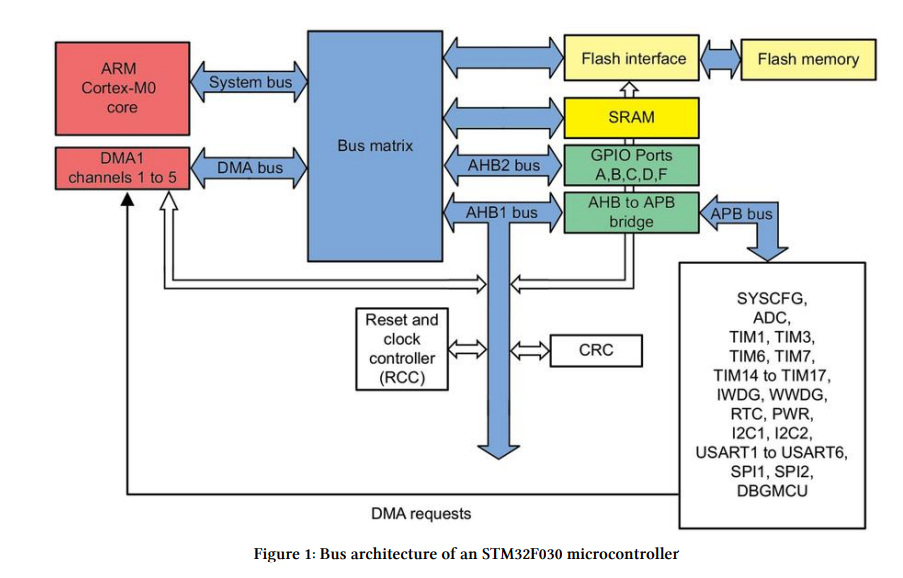 ARM
Cortex-M0
core
System bus
DMA1
channels 1 to 5
DMA bus
Bus matrix
Flash interface
Flash memory
SRAM
AHB2 bus
GPIO Ports
A,B,C,D,F
AHB1 bus
AHB to APB
bridge
APB bus
Reset and
clock
controller
(RCC)
CRC
SYSCFG,
ADC,
TIM1, TIM3,
TIM6, TIM7,
TIM14 to TIM17,
IWDG, WWDG,
RTC, PWR,
I2C1, I2C2,
USART1 to USART6,
SPI1, SPI2,
DBGMCU
DMA requests
Figure 1: Bus architecture of an STM32F030 microcontroller